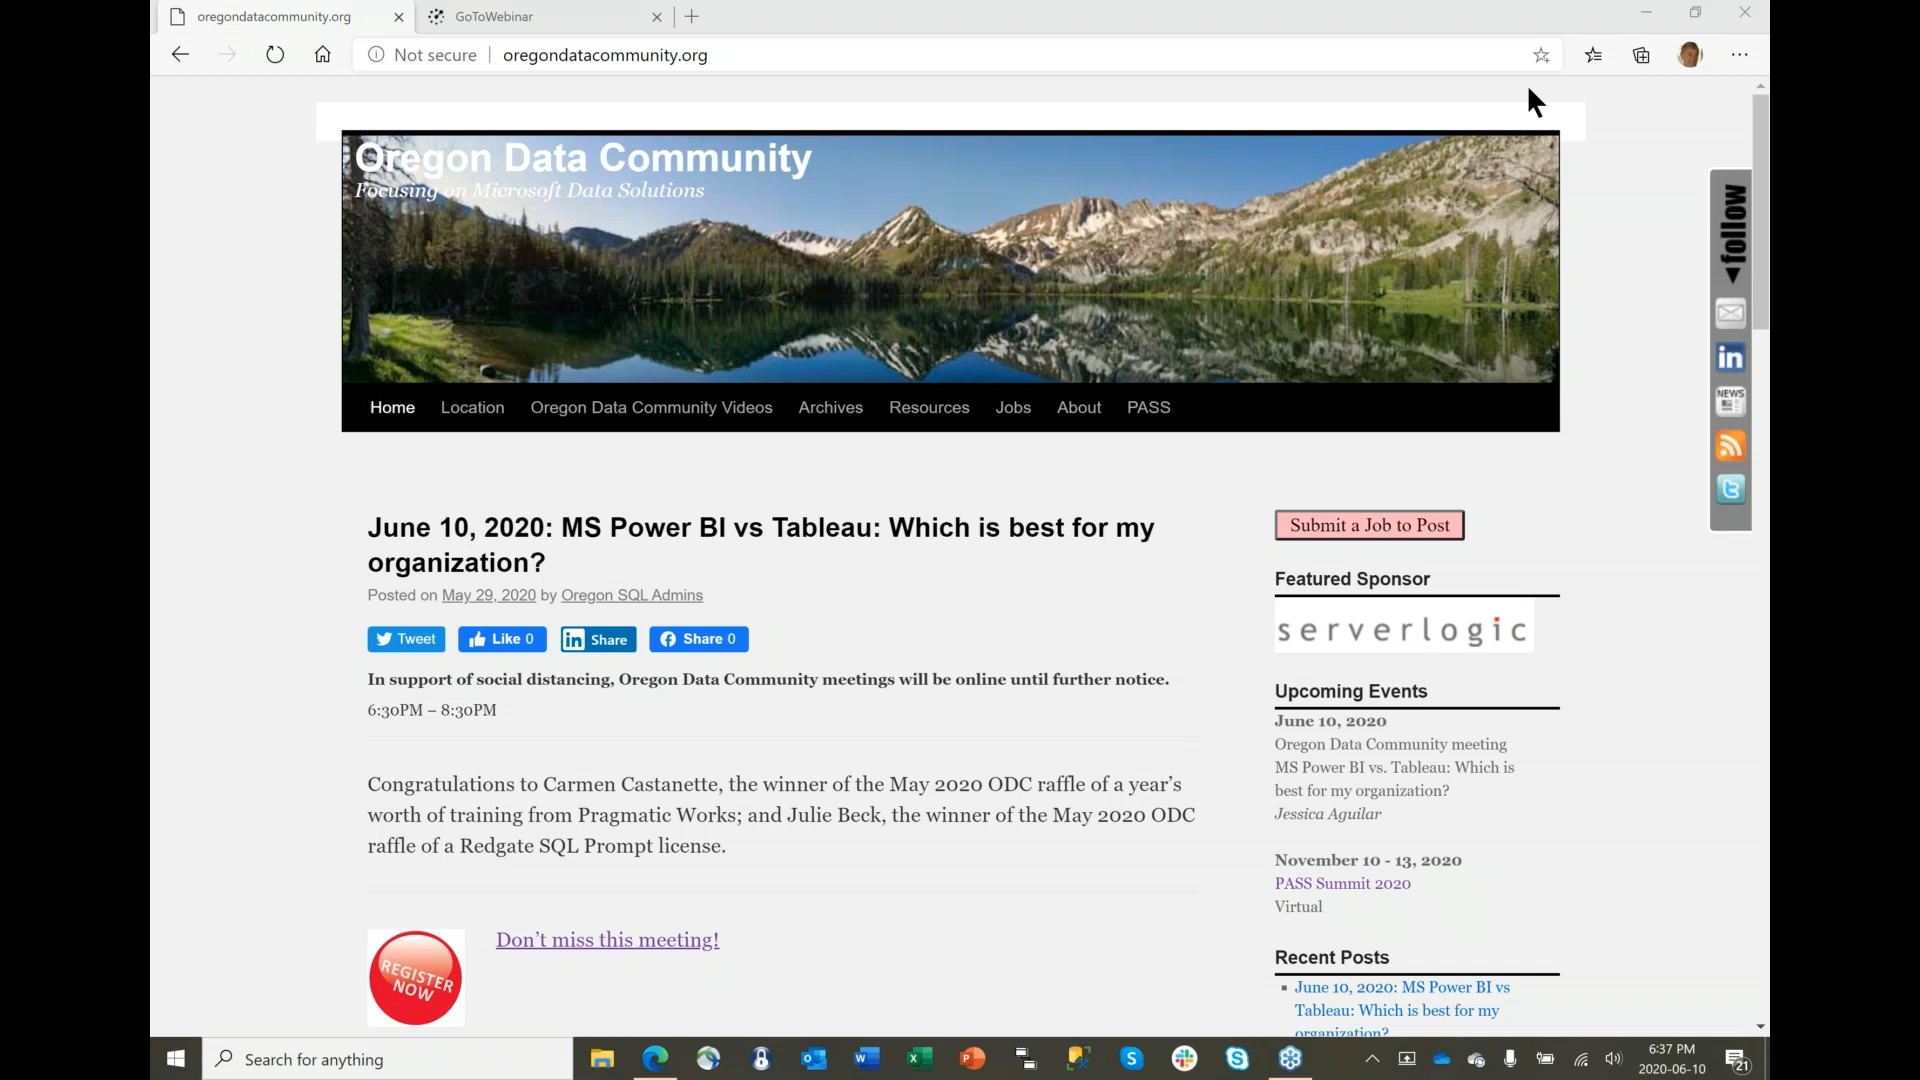 oregondatacommunity.org
GoToWebinar
Not secure
oregondatacommunity.org
Oregon Data Community
Focusing on Microsoft Data Solutions
follow
NEWS
Home
Location
Oregon Data Community Videos
Archives
Resources
Jobs
About
PASS
June 10, 2020: MS Power BI vs Tableau: Which is best for my
organization?
Posted on May 29, 2020 by Oregon SQL Admins
Tweet
Like 0
Share
Share 0
In support of social distancing, Oregon Data Community meetings will be online until further notice.
6:30PM – 8:30PM
Congratulations to Carmen Castanette, the winner of the May 2020 ODC raffle of a year's
worth of training from Pragmatic Works; and Julie Beck, the winner of the May 2020 ODC
raffle of a Redgate SQL Prompt license.
REGISTER
NOW
Don't miss this meeting!
Submit a Job to Post
Featured Sponsor
serverlogic
Upcoming Events
June 10, 2020
Oregon Data Community meeting
MS Power BI vs. Tableau: Which is
best for my organization?
Jessica Aguilar
November 10 - 13, 2020
PASS Summit 2020
Virtual
Recent Posts
June 10, 2020: MS Power BI vs
Tableau: Which is best for my
organization?
Search for anything
6:37 PM
2020-06-10
21